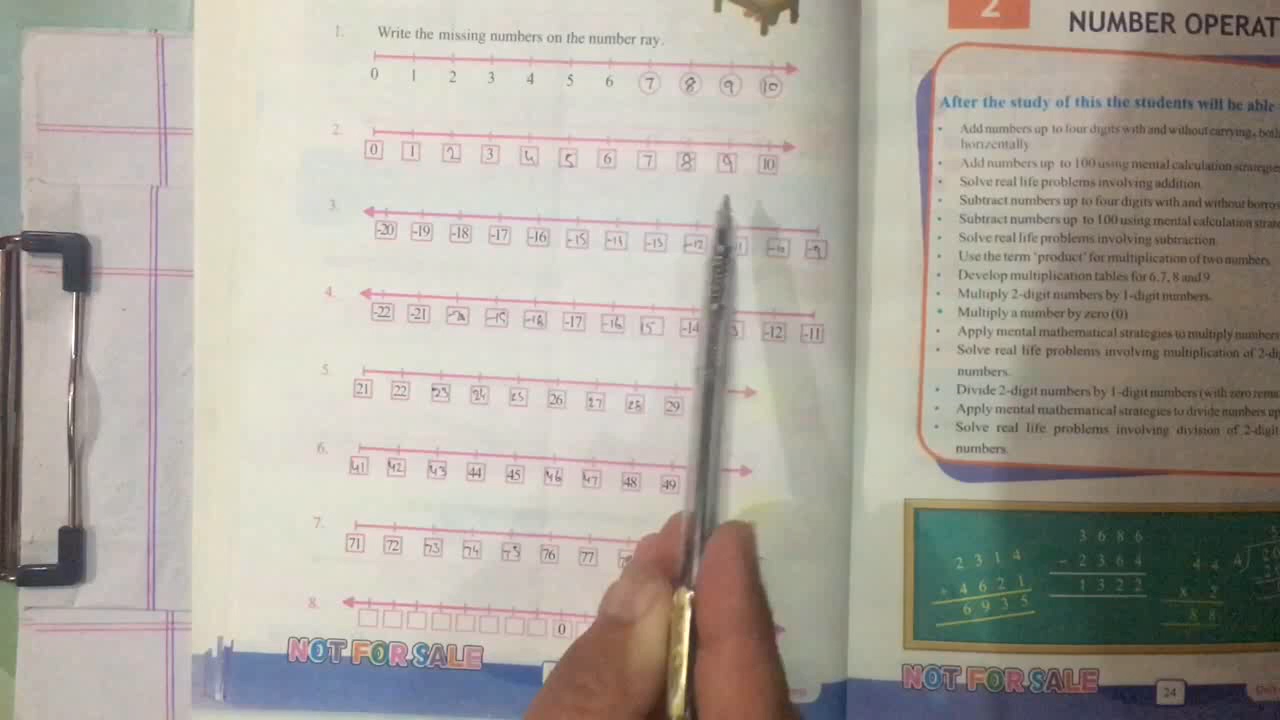 1. Write the missing numbers on the number ray.
0 1 2 3 4 5 6 7 8 9 10
2.
0 1 2 3 4 5 6 7 8 9 10
3.
-20 -19 -18 -17 -16 -15 -13 -12 -10 -9
4.
-22 -21 -20 -17 -16 15 -14 -12 -11
5.
21 22 23 24 25 26 27 28 29
6.
41 42 43 44 45 46 47 48 49
7.
71 72 73 74 75 76 77
8.
0
NOT FOR SALE
2
NUMBER OPERAT
After the study of this the students will be able
• Add numbers up to four digits with and without carrying,
horizontally.
• Add numbers up to 100 using mental calculation
• Solve real life problems involving addition.
• Subtract numbers up to four digits with and without
• Subtract numbers up to 100 using mental calculation
• Solve real life problems involving subtraction.
• Use the term 'product' for multiplication of two numbers
• Develop multiplication tables for 6, 7, 8 and 9
• Multiply 2-digit numbers by 1-digit numbers.
• Multiply a number by zero (0)
• Apply mental mathematical strategies to multiply numbers
• Solve real life problems involving multiplication of
numbers.
• Divide 2-digit numbers by 1-digit numbers (with zero
• Apply mental mathematical strategies to divide numbers
• Solve real life problems involving division of 2-digit
numbers.
2 3 1 4
+ 4 6 2 1
6 9 3 5
3 6 8 6
- 2 3 6 4
1 3 2 2
4 4
x 2
8 8
4
NOT FOR SALE
24